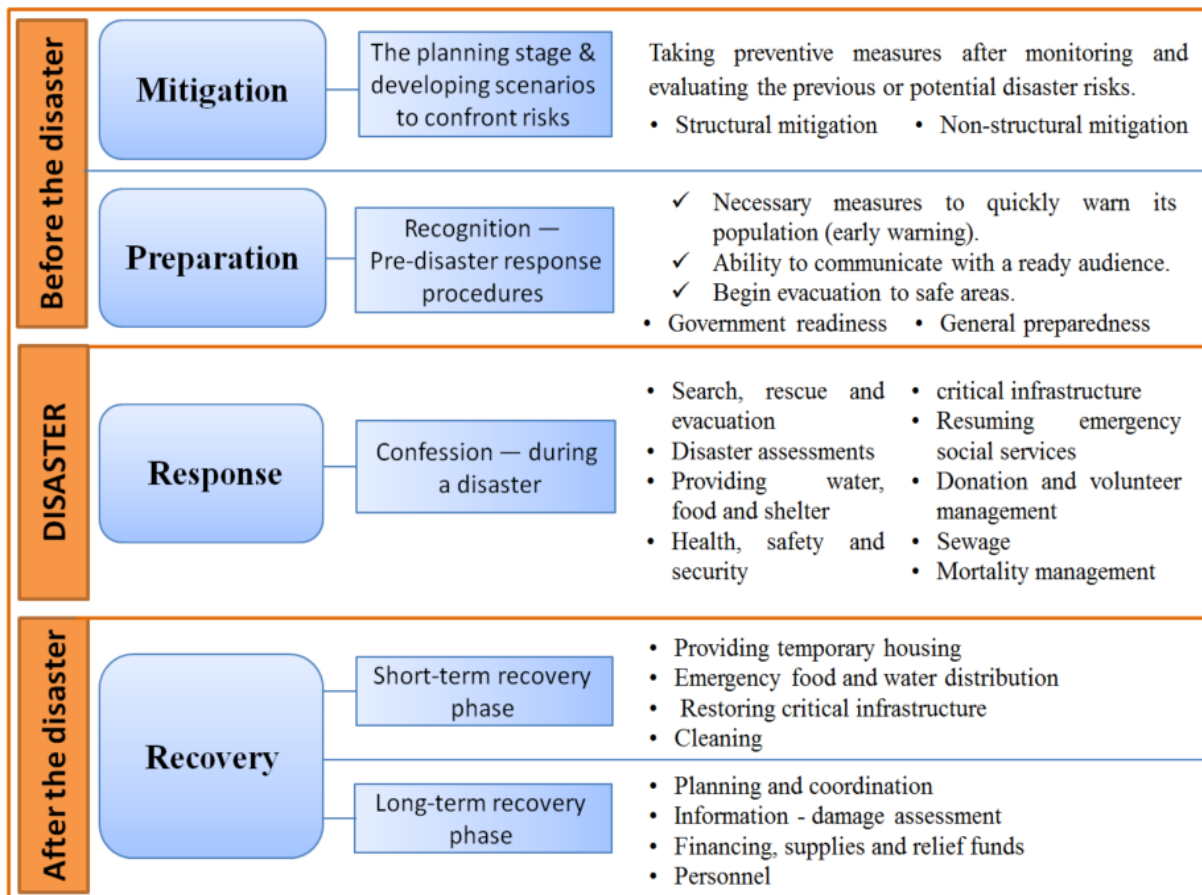 Before the disaster
Mitigation
The planning stage &
developing scenarios
to confront risks
Taking preventive measures after monitoring and
evaluating the previous or potential disaster risks.
• Structural mitigation • Non-structural mitigation
Preparation
Recognition —
Pre-disaster response
procedures
✓ Necessary measures to quickly warn its
population (early warning).
✓ Ability to communicate with a ready audience.
✓ Begin evacuation to safe areas.
• Government readiness • General preparedness
DISASTER
Response
Confession — during
a disaster
• Search, rescue and
evacuation
• Disaster assessments
• Providing water,
food and shelter
• Health, safety and
security
• critical infrastructure
• Resuming emergency
social services
• Donation and volunteer
management
• Sewage
• Mortality management
After the disaster
Recovery
Short-term recovery
phase
• Providing temporary housing
• Emergency food and water distribution
• Restoring critical infrastructure
• Cleaning
Long-term recovery
phase
• Planning and coordination
• Information - damage assessment
• Financing, supplies and relief funds
• Personnel